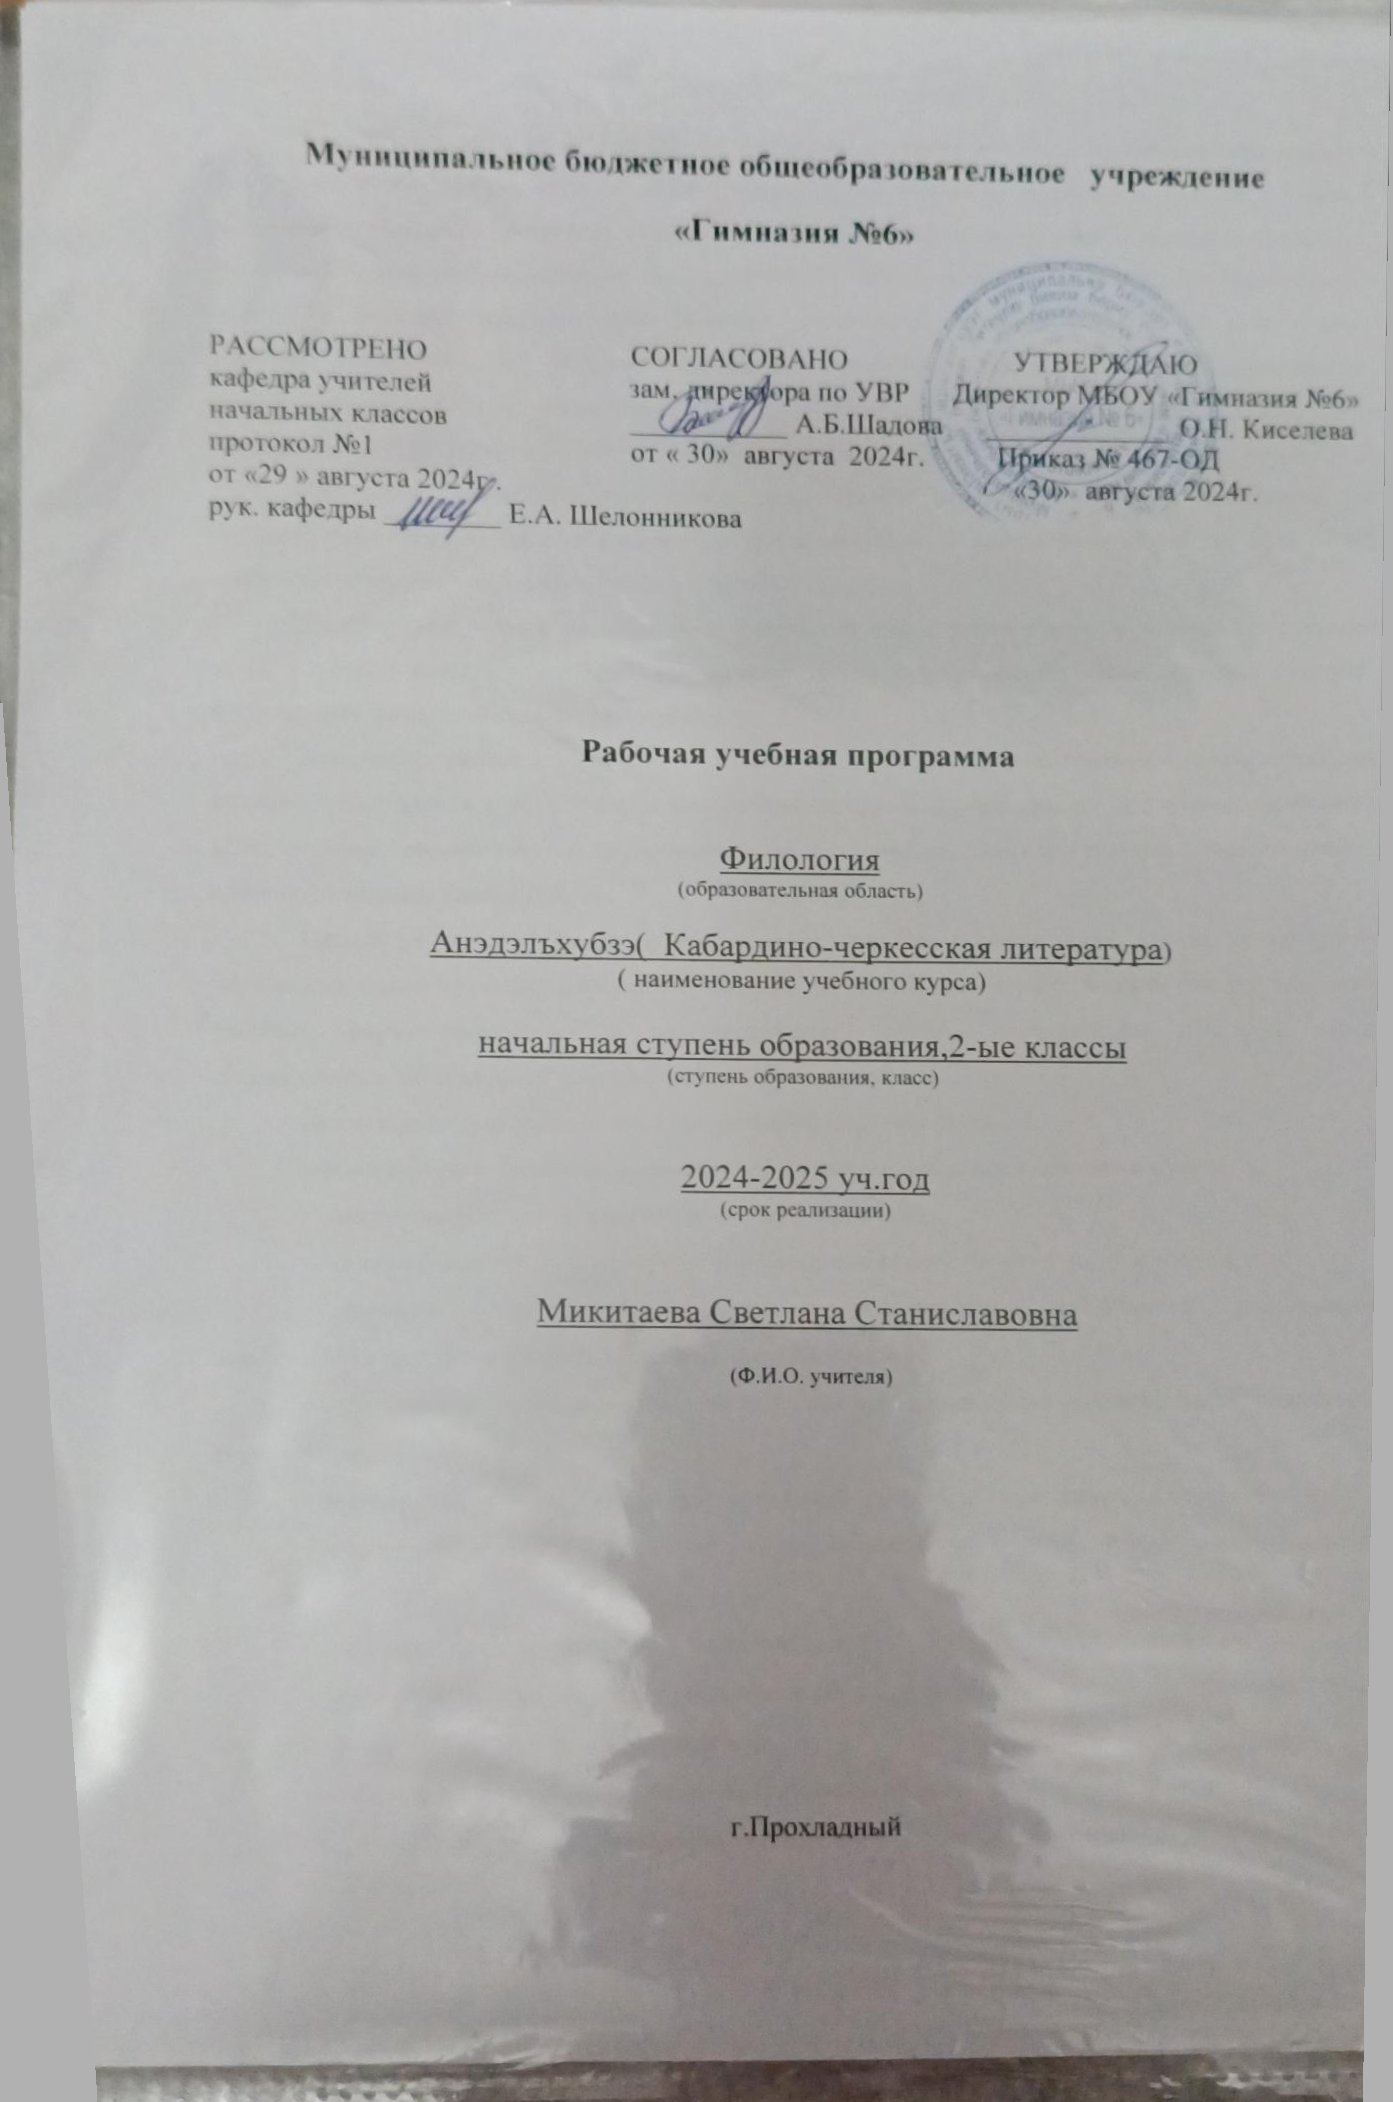 Муниципальное бюджетное общеобразовательное учреждение
«Гимназия №6»
РАССМОТРЕНО
кафедра учителей
начальных классов
протокол №1
от «29 » августа 2024г.
рук. кафедры ________ Е.А. Шелонникова
СОГЛАСОВАНО
зам. директора по УВР
___________ А.Б.Шадова
от « 30» августа 2024г.
УТВЕРЖДАЮ
Директор МБОУ «Гимназия №6»
_____________ О.Н. Киселева
Приказ № 467-ОД
«30» августа 2024г.
Рабочая учебная программа
Филология
(образовательная область)
Анэдэлъхубзэ( Кабардино-черкесская литература)
( наименование учебного курса)
начальная ступень образования,2-ые классы
(ступень образования, класс)
2024-2025 уч.год
(срок реализации)
Микитаева Светлана Станиславовна
(Ф.И.О. учителя)
г.Прохладный